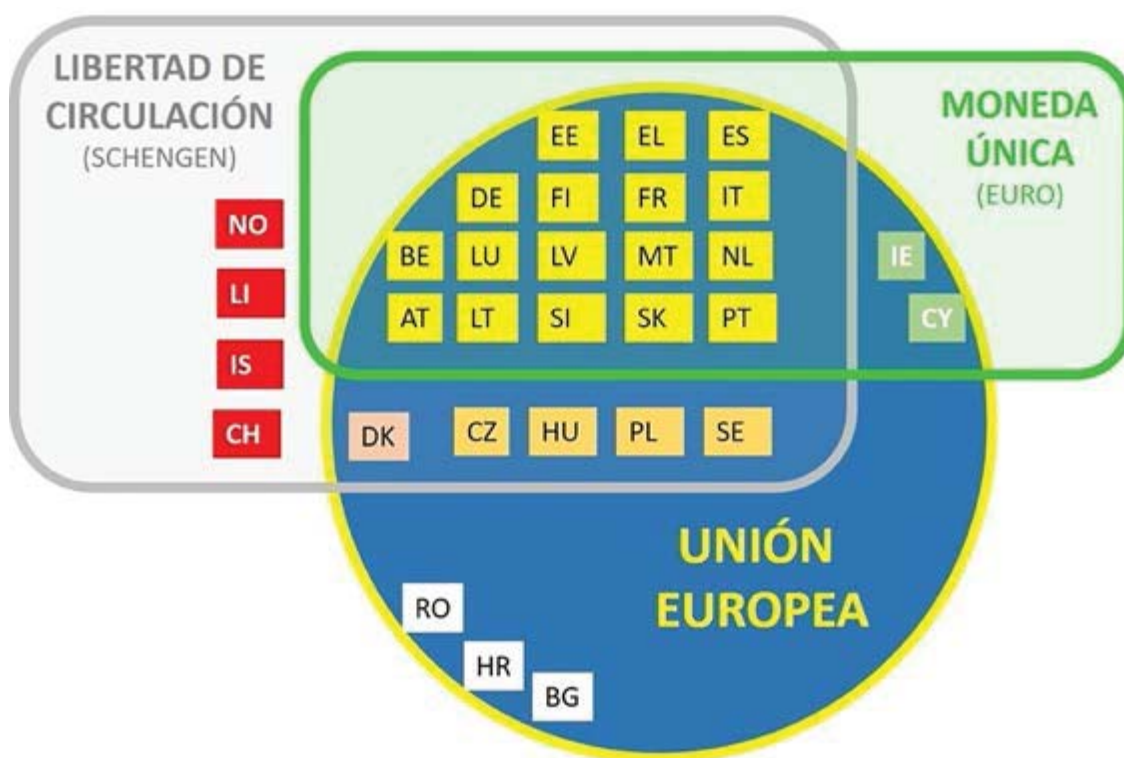 LIBERTAD DE
CIRCULACIÓN
(SCHENGEN)
MONEDA
ÚNICA
(EURO)
EE EL ES
DE FI FR IT
NO
BE LU LV MT NL IE
LI
AT LT SI SK PT CY
IS
CH DK CZ HU PL SE
UNIÓN
EUROPEA
RO
HR
BG